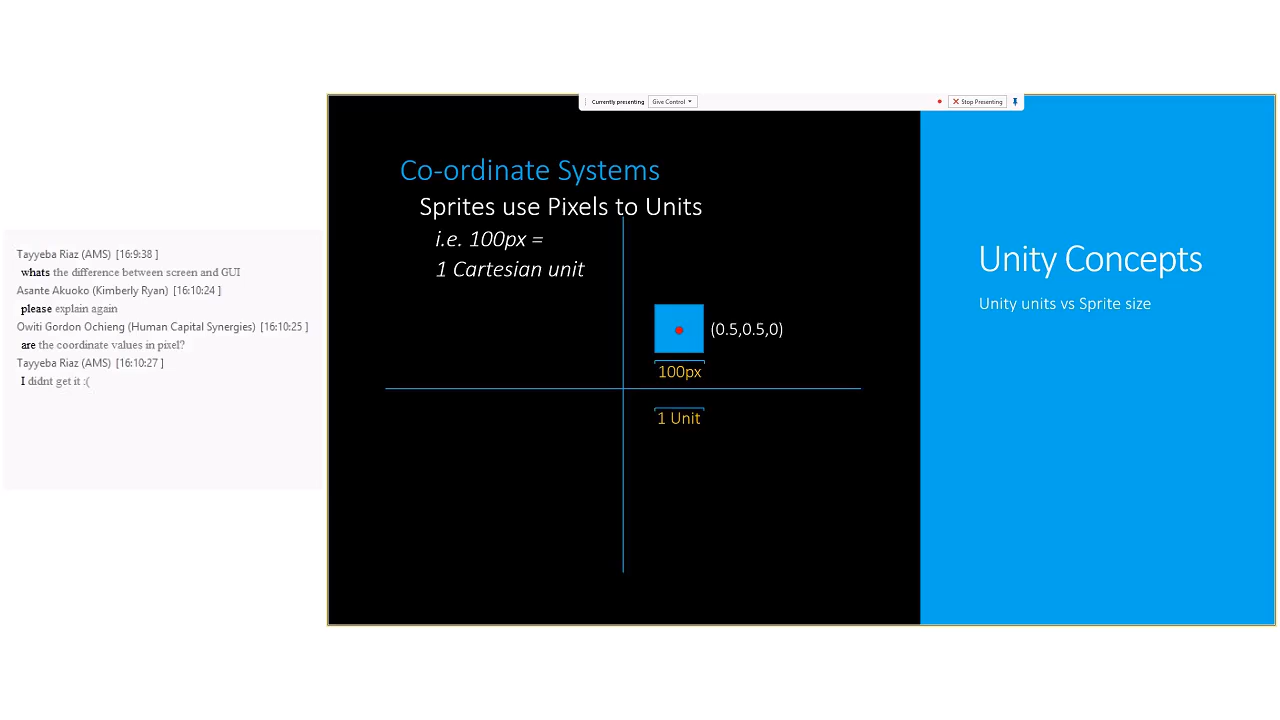 Currently presenting
Give Control
Stop Presenting
Tayyeba Riaz (AMS) [16:9:38 ]
whats the difference between screen and GUI
Asante Akuoko (Kimberly Ryan) [16:10:24 ]
please explain again
Owiti Gordon Ochieng (Human Capital Synergies) [16:10:25 ]
are the coordinate values in pixel?
Tayyeba Riaz (AMS) [16:10:27 ]
I didnt get it :(
Co-ordinate Systems
Sprites use Pixels to Units
i.e. 100px =
1 Cartesian unit
(0.5,0.5,0)
100px
1 Unit
Unity Concepts
Unity units vs Sprite size